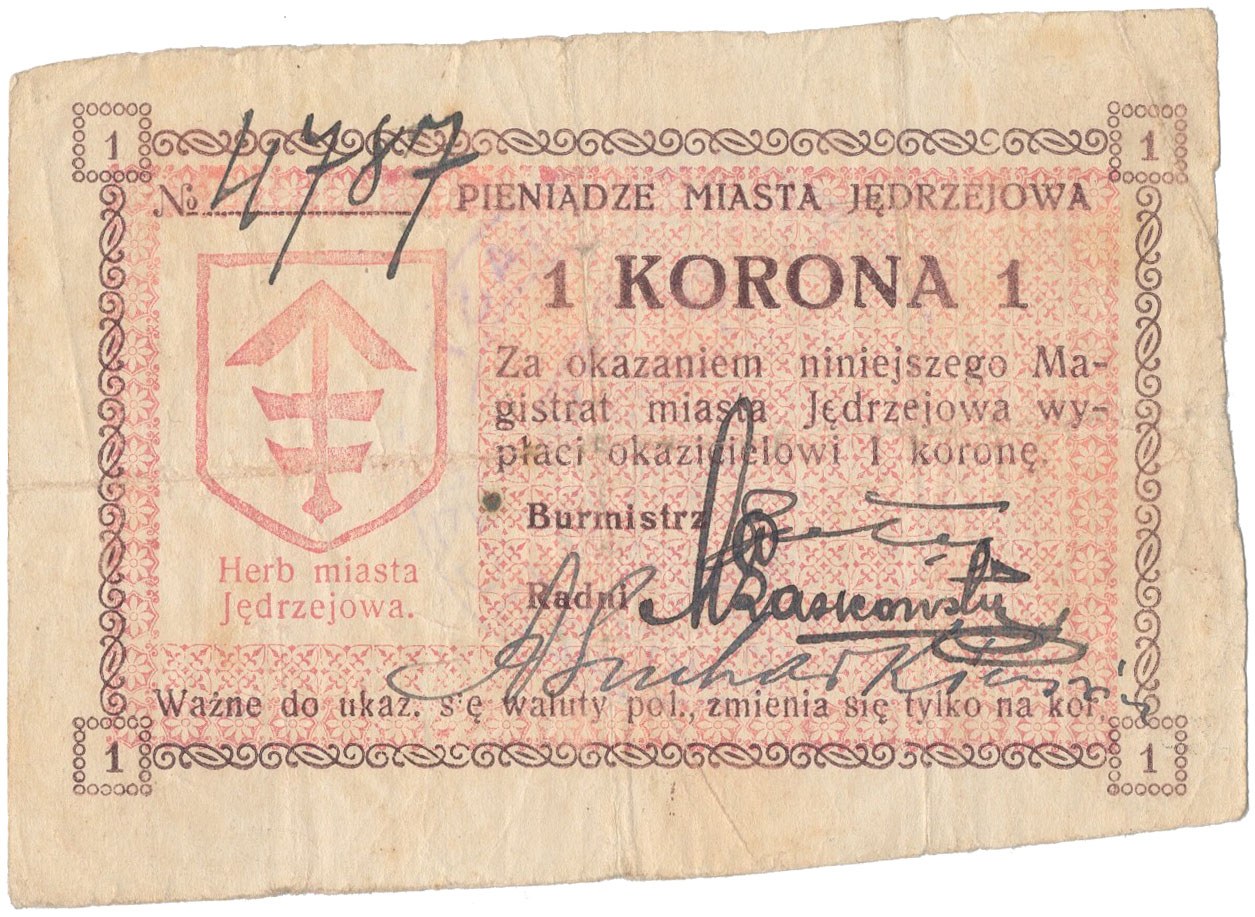 1
1
№ 4787 PIENIĄDZE MIASTA JĘDRZEJOWA
1 KORONA 1
Za okazaniem niniejszego Ma-
gistrat miasta Jędrzejowa wy-
płaci okazicielowi 1 koronę.
Burmistrz
Radni
Herb miasta
Jędrzejowa.
Ważne do ukaz. się waluty pol., zmienia się tylko na kor.
1
1